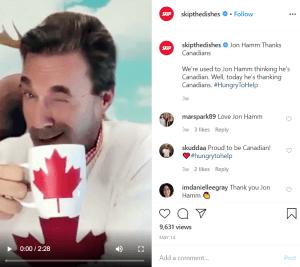 skipthedishes • Follow
SKIP
skipthedishes Jon Hamm Thanks
Canadians
We're used to Jon Hamm thinking he's
Canadian. Well, today he's thanking
Canadians. #HungryToHelp
3w
marspark89 Love Jon Hamm
3w 3 likes Reply
skuddaa Proud to be Canadian!
❤️#hungrytohelp
3w 2 likes Reply
imdanielleegray Thank you Jon
Hamm 👏
9,631 views
MAY 14
Add a comment...
Post
0:00 / 2:28